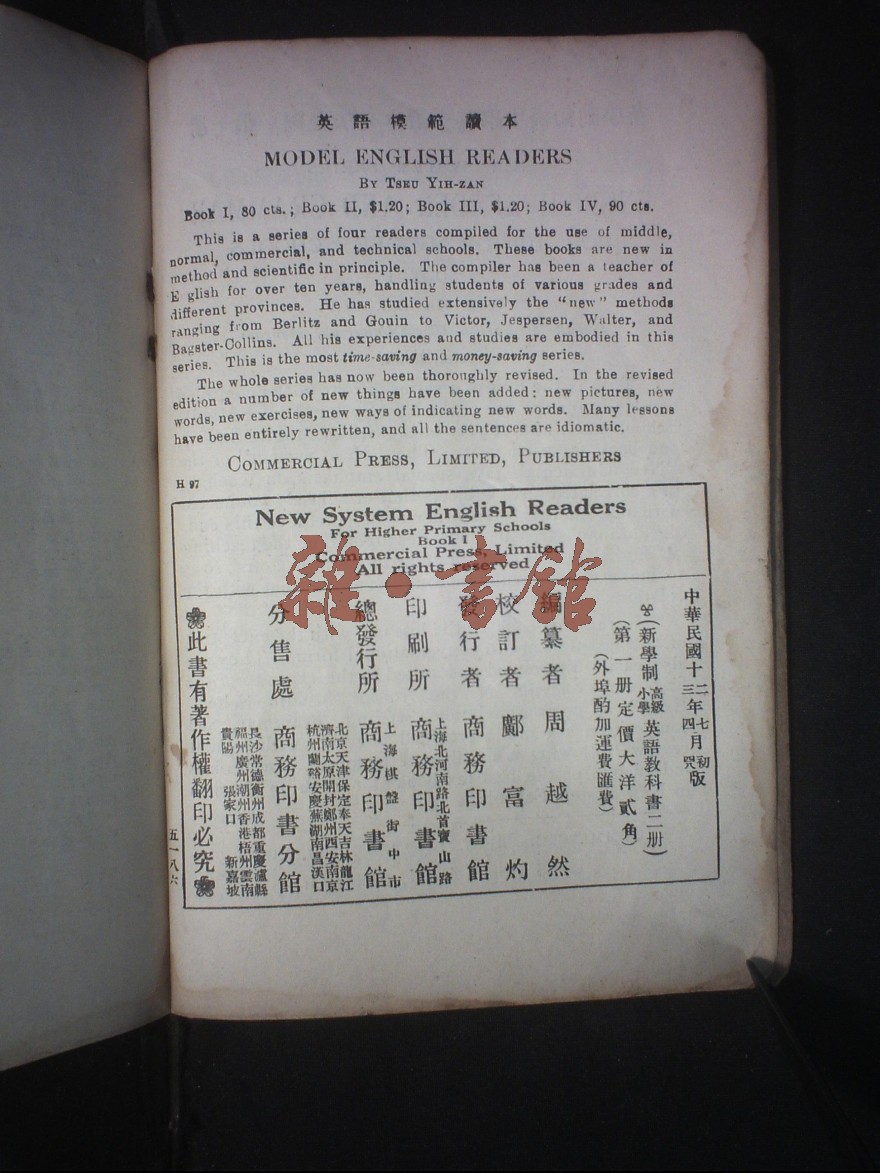 英語模範讀本
MODEL ENGLISH READERS
BY TSEU YIH-ZAN
Book I, 80 cts.; Book II, $1.20; Book III, $1.20; Book IV, 90 cts.
This is a series of four readers compiled for the use of middle,
normal, commercial, and technical schools. These books are new in
method and scientific in principle. The compiler has been a teacher of
E glish for over ten years, handling students of various grades and
different provinces. He has studied extensively the "new" methods
ranging from Berlitz and Gouin to Victor, Jespersen, Walter, and
Bagster-Collins. All his experiences and studies are embodied in this
series. This is the most time-saving and money-saving series.
The whole series has now been thoroughly revised. In the revised
edition a number of new things have been added: new pictures, new
words, new exercises, new ways of indicating new words. Many lessons
have been entirely rewritten, and all the sentences are idiomatic.
COMMERCIAL PRESS, LIMITED, PUBLISHERS
H 97
New System English Readers
For Higher Primary Schools
Book I
Commercial Press, Limited
All rights reserved
雜·書館
中華民國十二年七月初版
三年四月
(新學制高級小學英語教科書二册)
(第一册定價大洋貳角)
(外埠酌加運費匯費)
編纂者 周越然
校訂者 鄺富灼
發行者 商務印書館
印刷所 上海北河南路北首寶山路 商務印書館
總發行所 上海棋盤街中市 商務印書館
分售處 商務印書分館
北京天津保定奉天吉林龍江
濟南太原開封鄭州西安南京
杭州蘭谿安慶蕪湖南昌漢口
長沙常德衡州成都重慶瀘縣
福州廣州潮州香港梧州雲南
貴陽 張家口 新嘉坡
此書有著作權翻印必究
五一八六